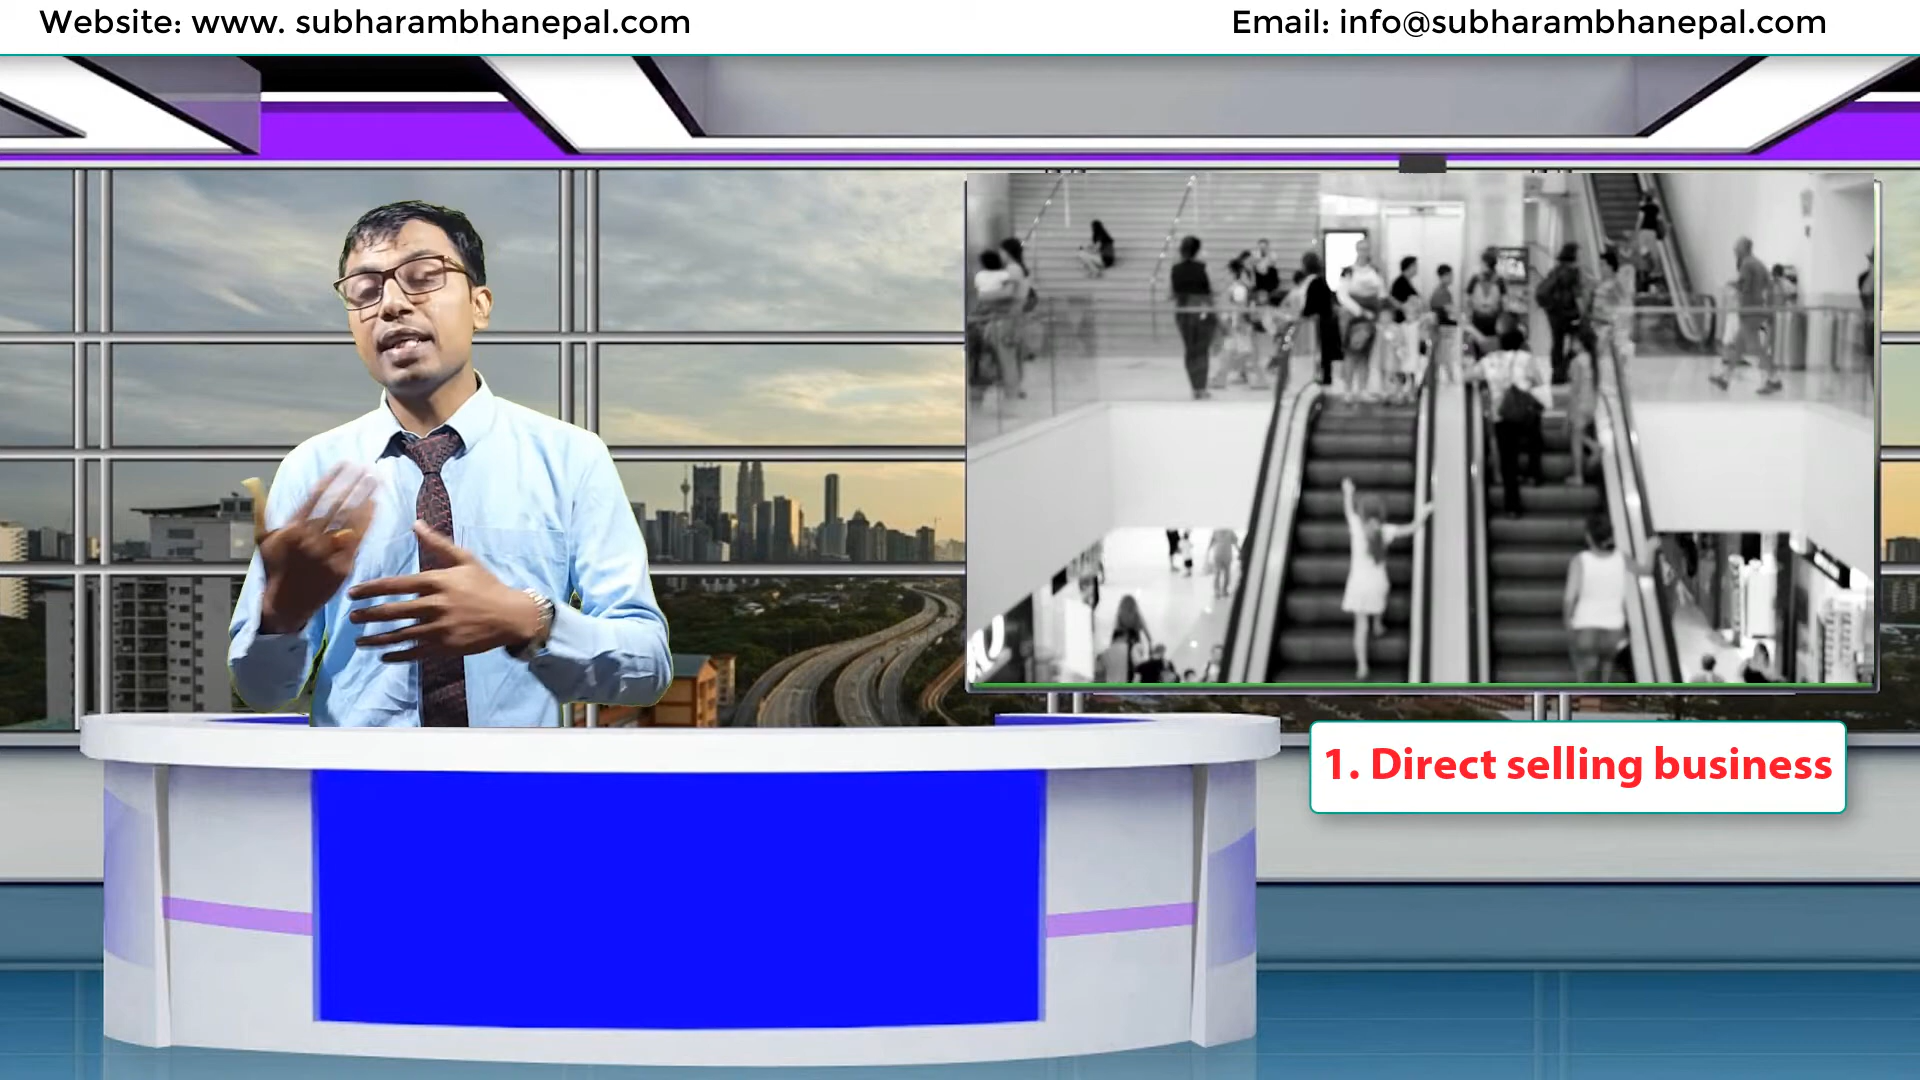 Website: www. subharambhanepal.com
Email: info@subharambhanepal.com
1. Direct selling business